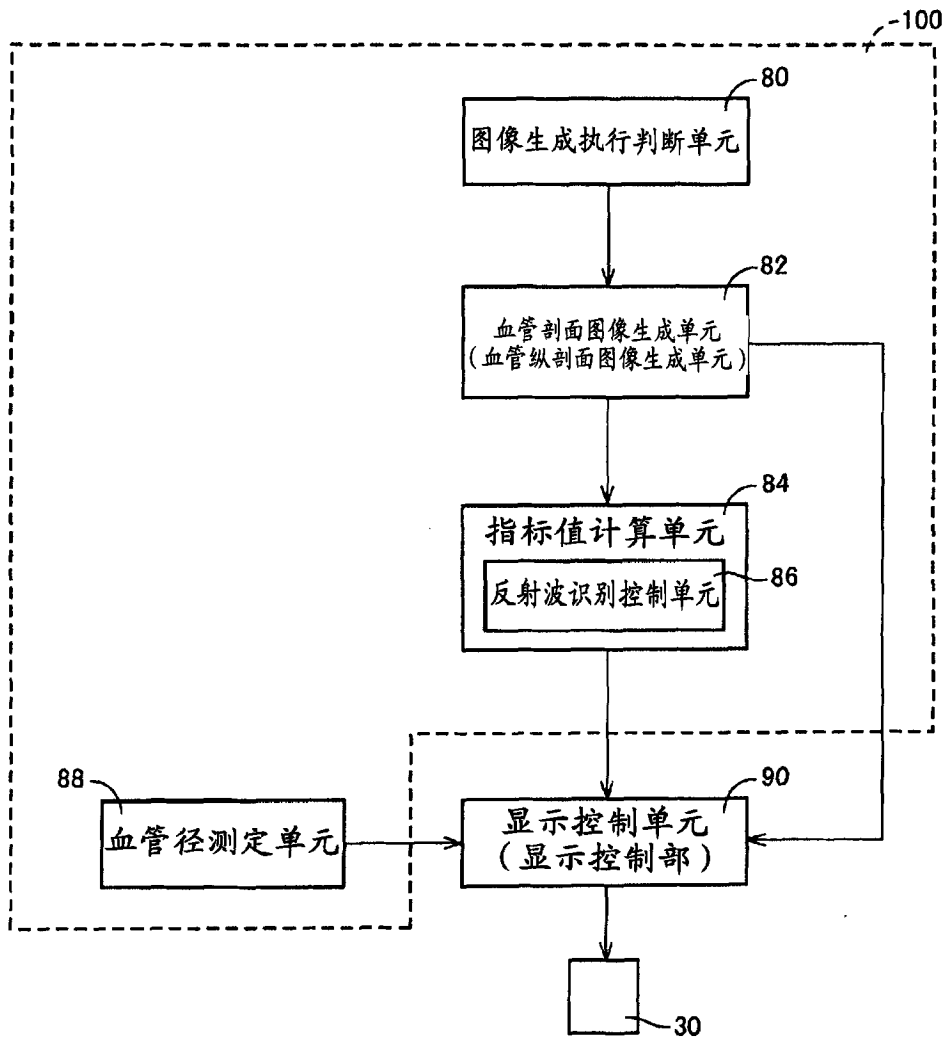 100
80
图像生成执行判断单元
82
血管剖面图像生成单元
(血管纵剖面图像生成单元)
84
指标值计算单元
反射波识别控制单元
86
88
血管径测定单元
90
显示控制单元
(显示控制部)
30